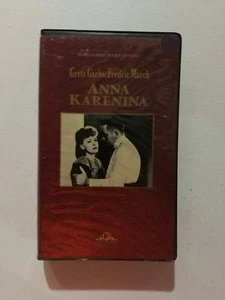 Greta Garbo · Fredric March
ANNA
KARENINA